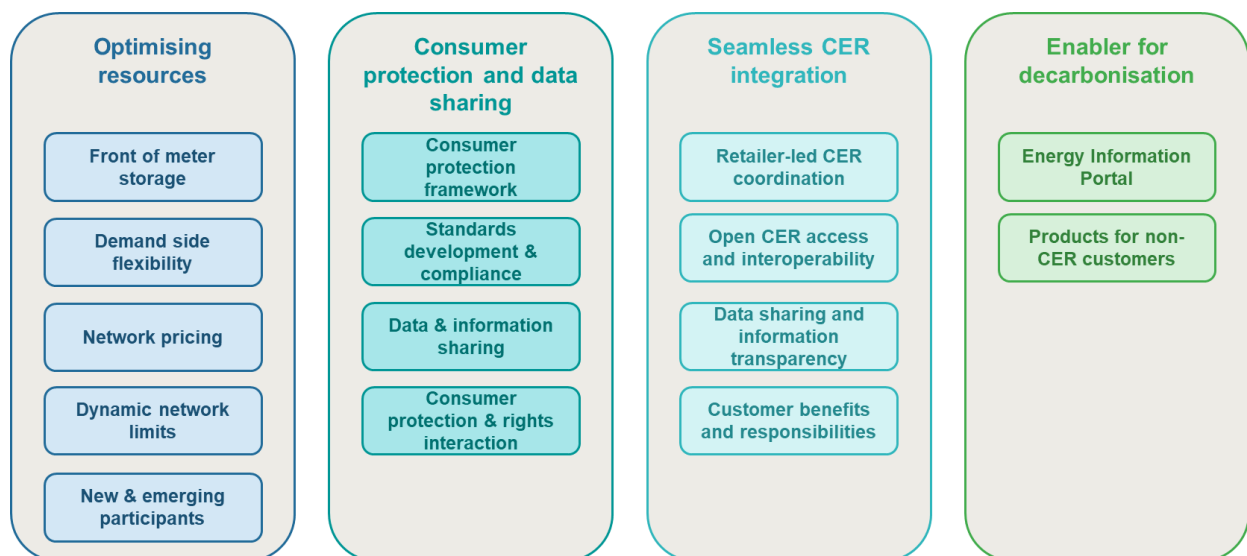 Optimising
resources
Front of meter
storage
Demand side
flexibility
Network pricing
Dynamic network
limits
New & emerging
participants
Consumer
protection and data
sharing
Consumer
protection
framework
Standards
development &
compliance
Data & information
sharing
Consumer
protection & rights
interaction
Seamless CER
integration
Retailer-led CER
coordination
Open CER access
and interoperability
Data sharing and
information
transparency
Customer benefits
and responsibilities
Enabler for
decarbonisation
Energy Information
Portal
Products for non-
CER customers